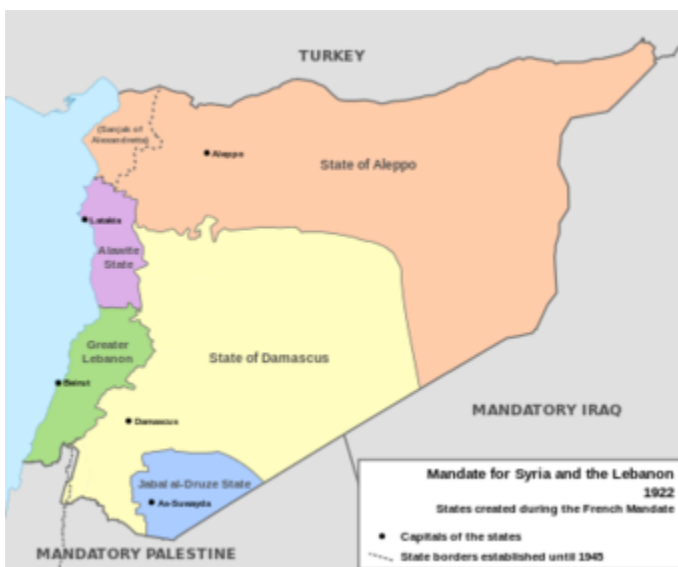 TURKEY
(Sanjak of
Alexandretta)
Aleppo
State of Aleppo
Latakia
Alawite
State
Greater
Lebanon
State of Damascus
Beirut
MANDATORY IRAQ
Damascus
Mandate for Syria and the Lebanon
1922
Jabal al-Druze State
As-Suwayda
States created during the French Mandate
Capitals of the states
MANDATORY PALESTINE
State borders established until 1945